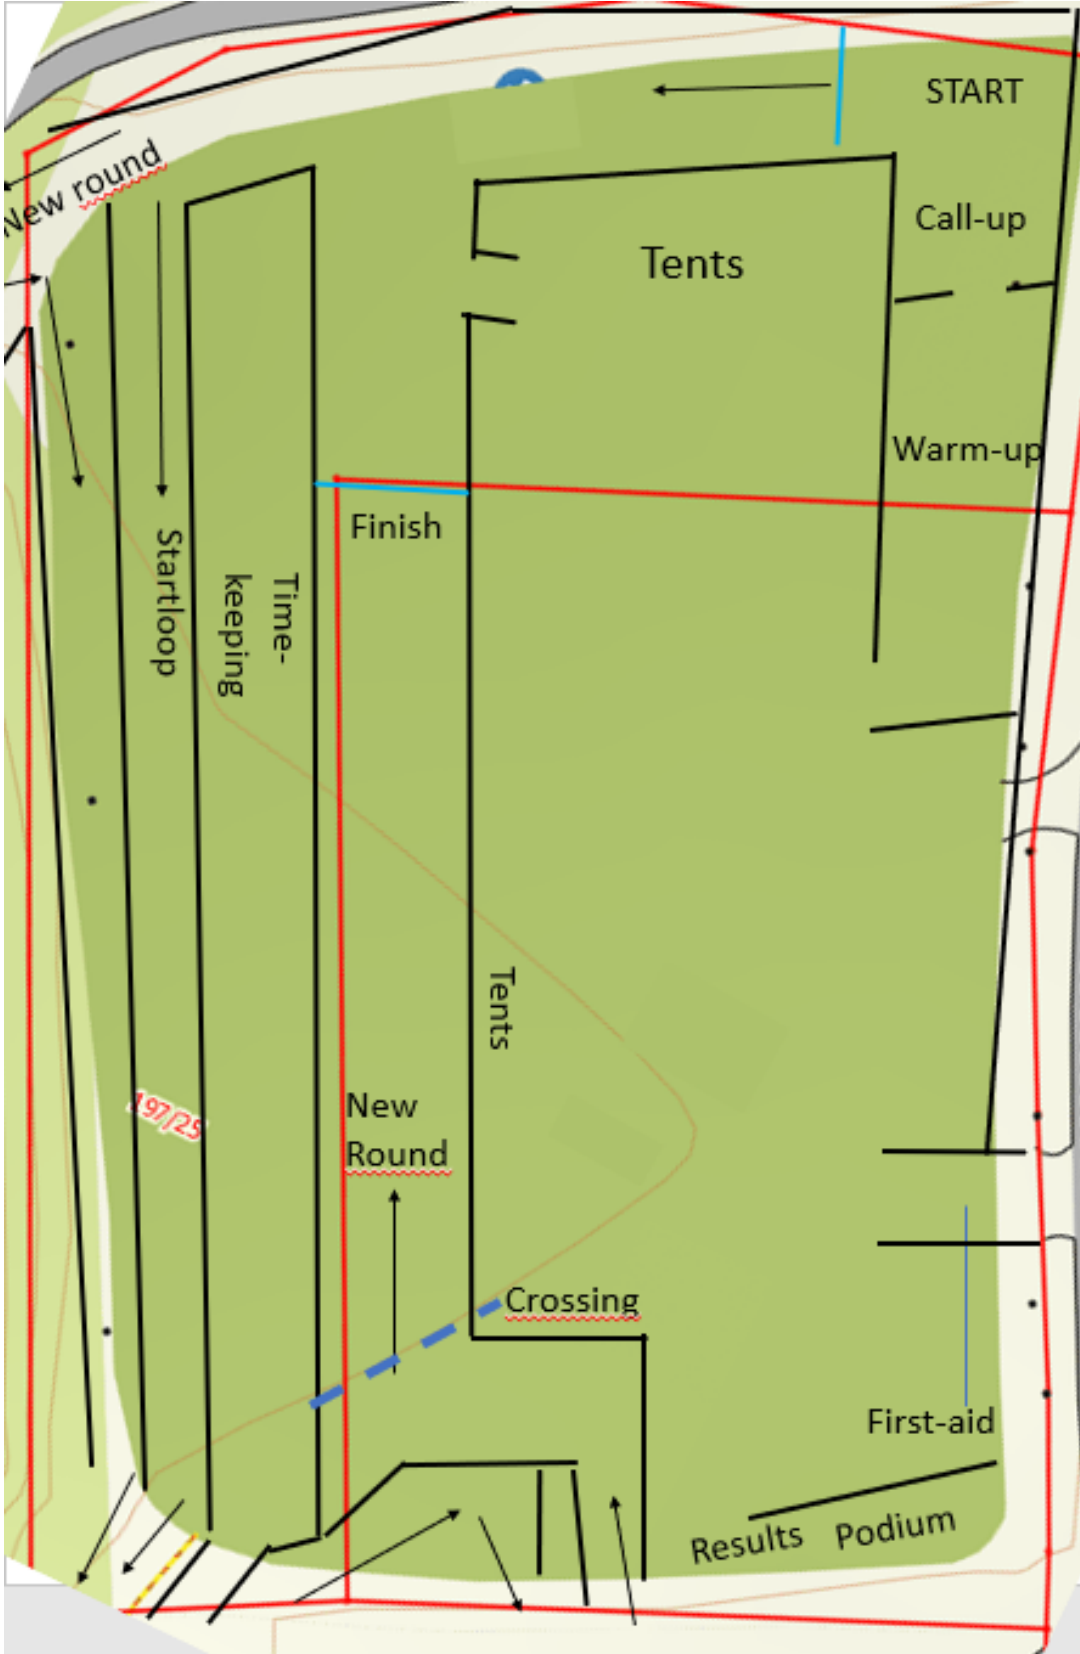 START
New round
Call-up
Tents
Warm-up
Finish
Startloop
Time-
keeping
Tents
New
Round
197/25
Crossing
First-aid
Results Podium